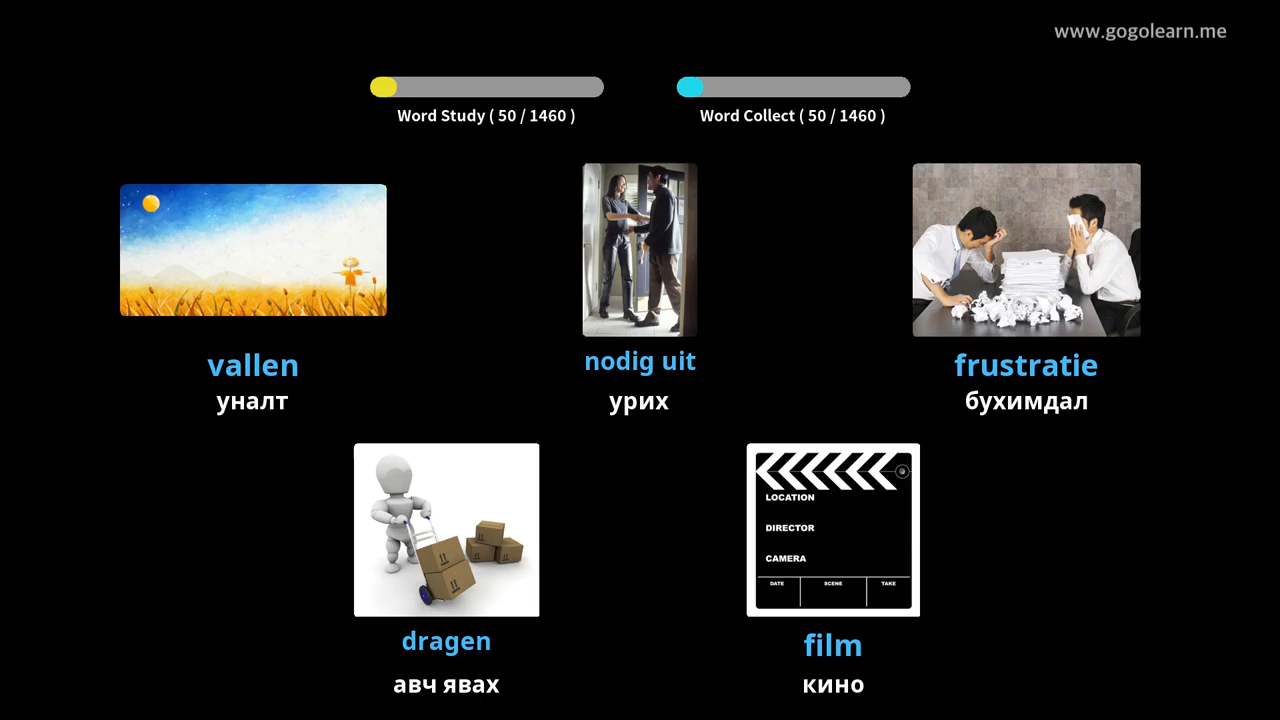 www.gogolearn.me
Word Study ( 50 / 1460 )
Word Collect ( 50 / 1460 )
vallen
уналт
nodig uit
урих
frustratie
бухимдал
dragen
авч явах
LOCATION
DIRECTOR
CAMERA
DATE SCENE TAKE
film
кино